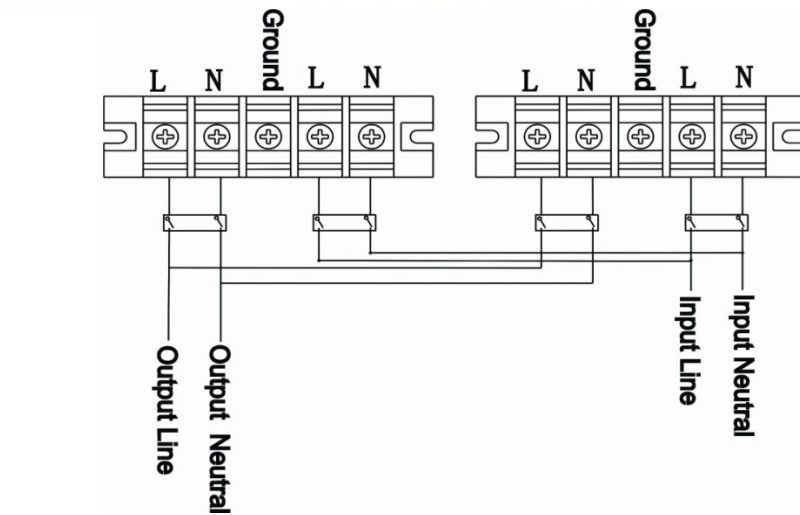 Ground
Ground
L N L N
L N L N
Output Line
Output Neutral
Input Line
Input Neutral